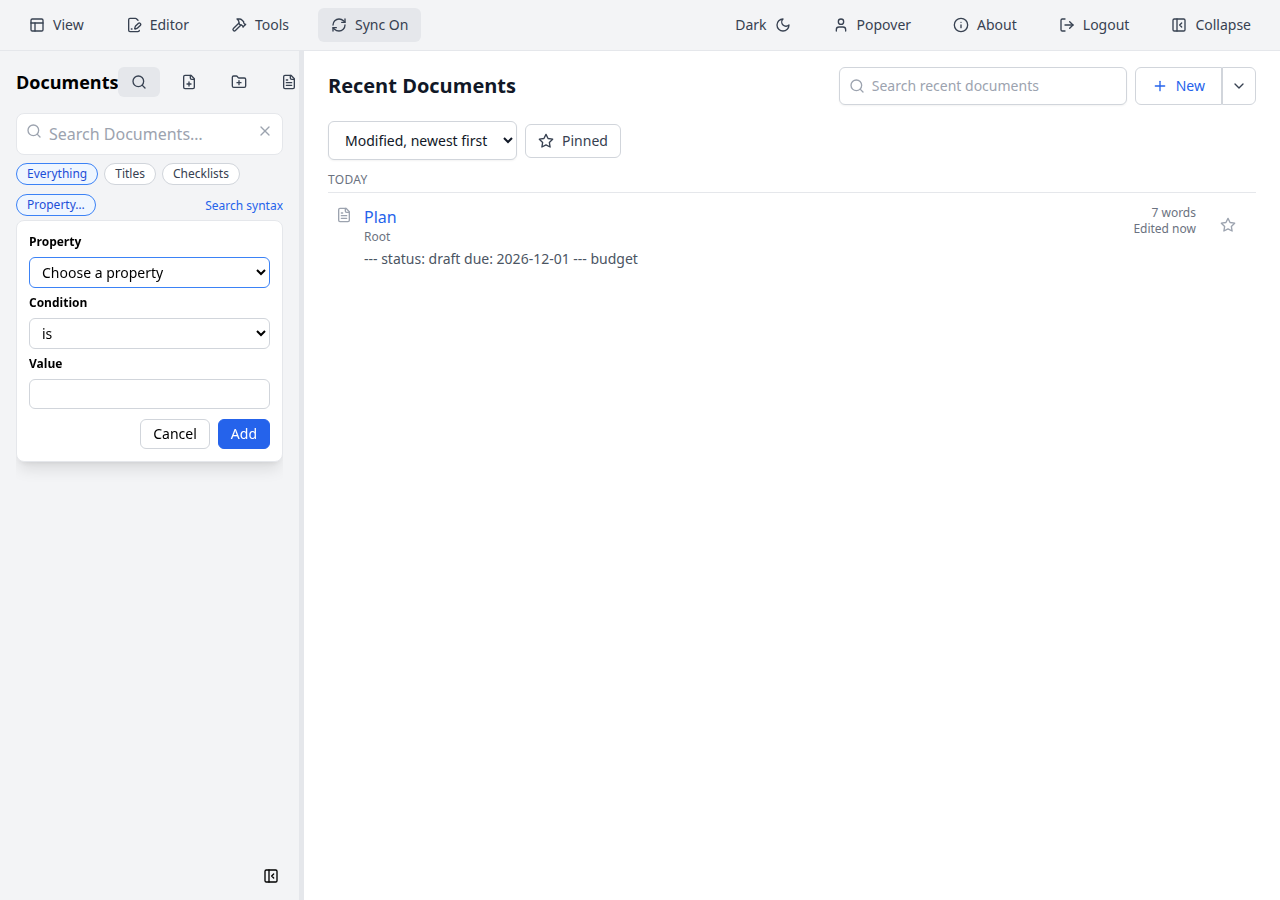 View
Editor
Tools
Sync On
Dark
Popover
About
Logout
Collapse
Documents
Search Documents...
Everything
Titles
Checklists
Property...
Search syntax
Property
Choose a property
Condition
is
Value
Cancel
Add
Recent Documents
Search recent documents
New
Modified, newest first
Pinned
TODAY
Plan
7 words
Root
Edited now
--- status: draft due: 2026-12-01 --- budget